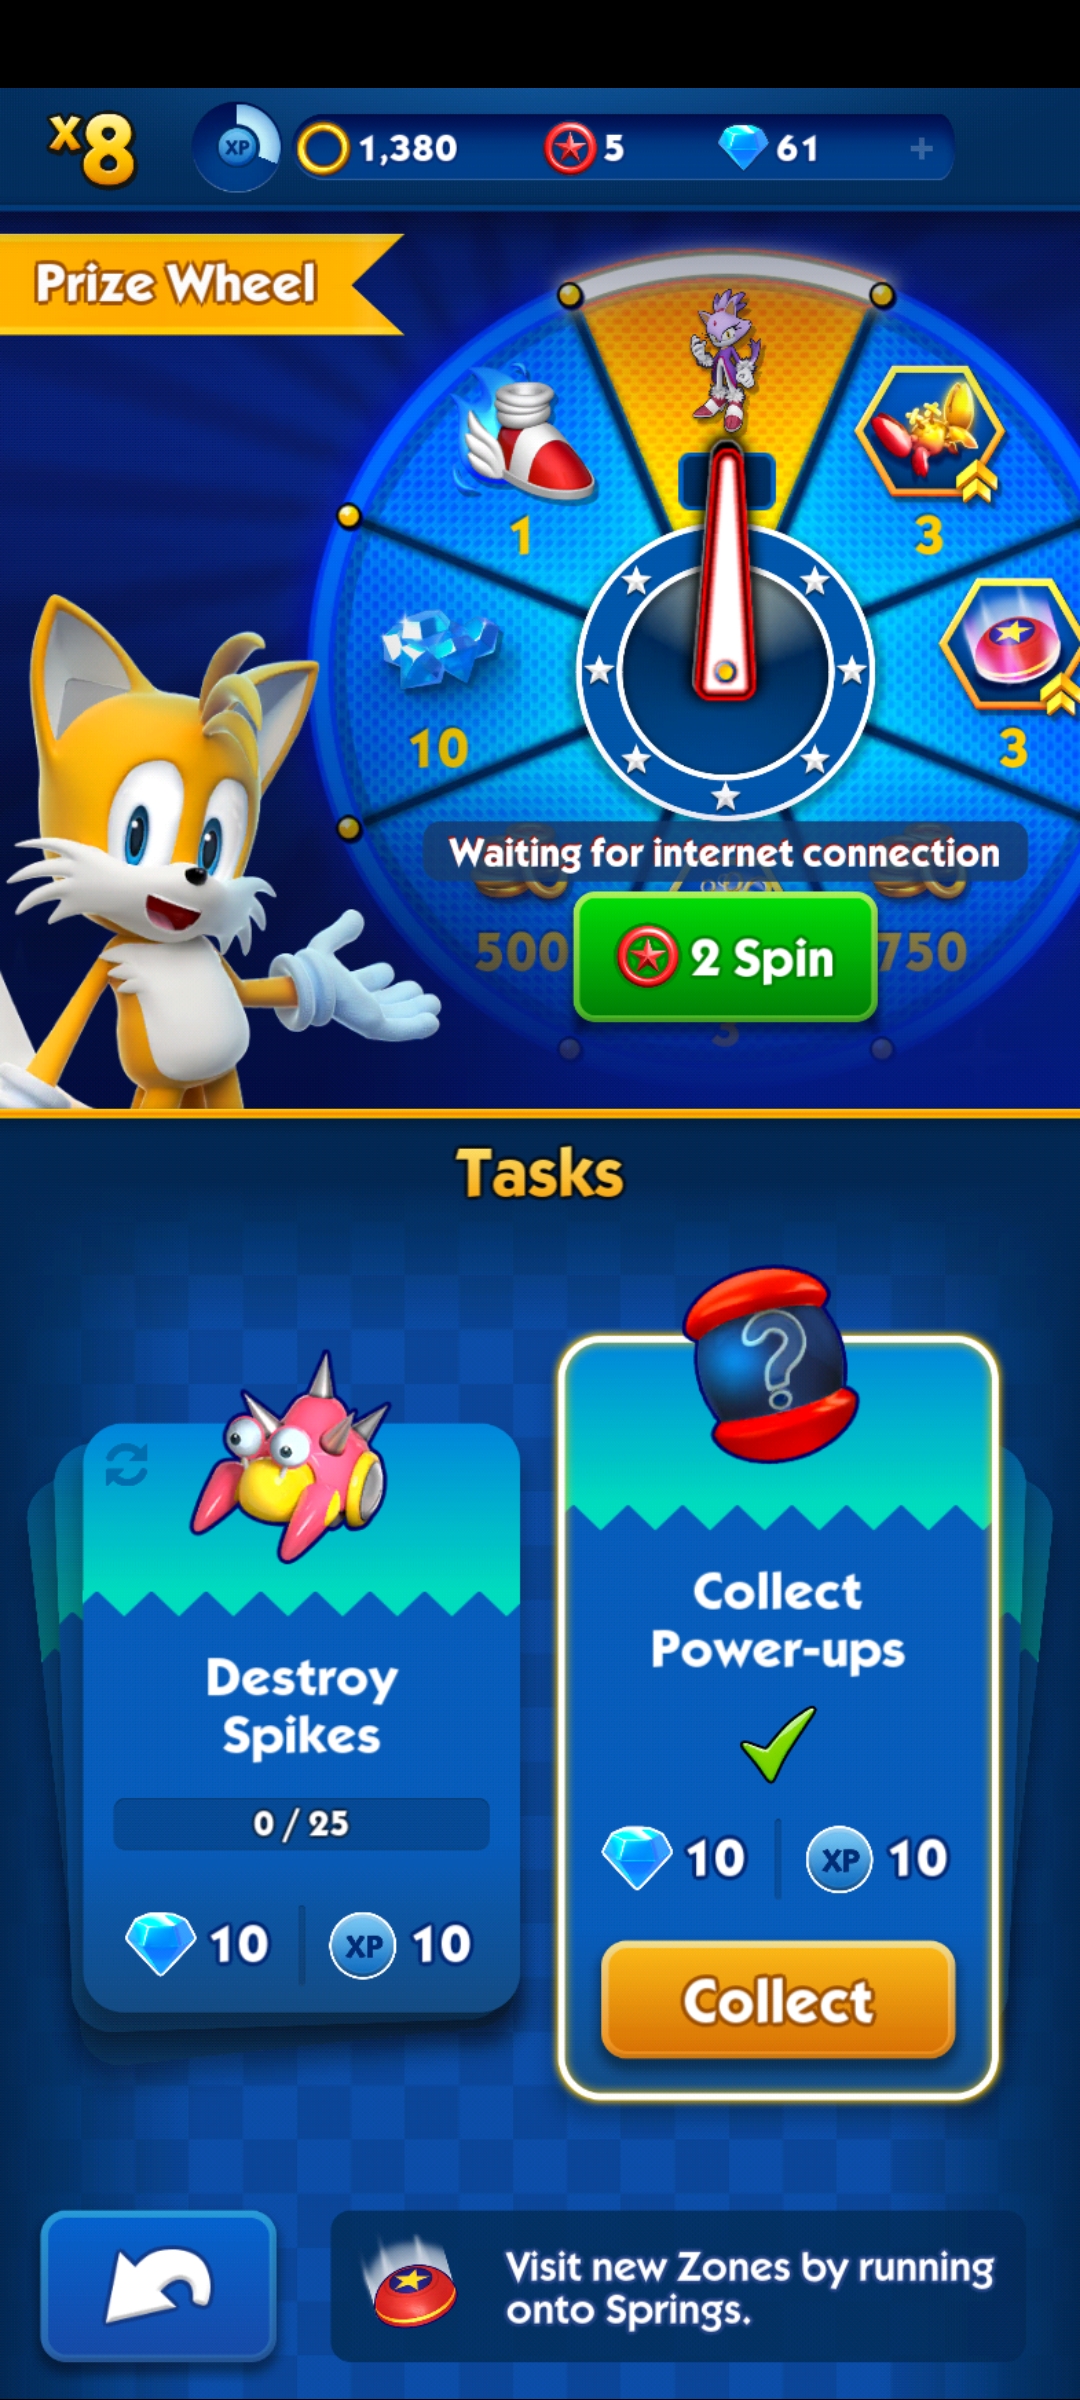 x8
XP
1,380
5
61
+
Prize Wheel
1
3
10
3
Waiting for internet connection
500
2 Spin
750
3
Tasks
?
Collect
Power-ups
Destroy
Spikes
0 / 25
10
XP
10
10
XP
10
Collect
Visit new Zones by running
onto Springs.